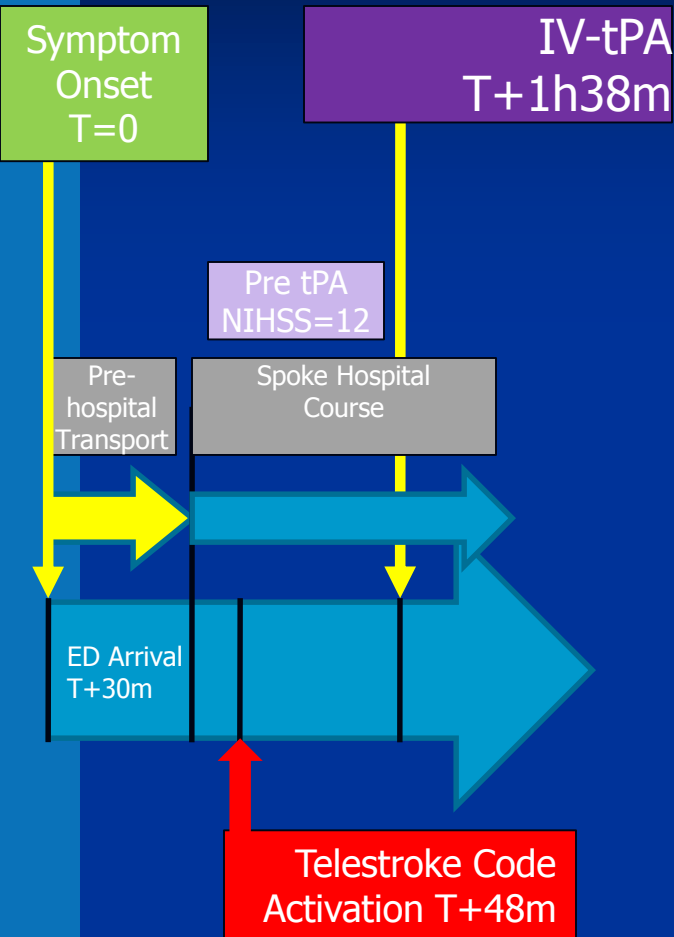 Symptom
Onset
T=0
IV-tPA
T+1h38m
Pre tPA
NIHSS=12
Pre-
hospital
Transport
Spoke Hospital
Course
ED Arrival
T+30m
Telestroke Code
Activation T+48m